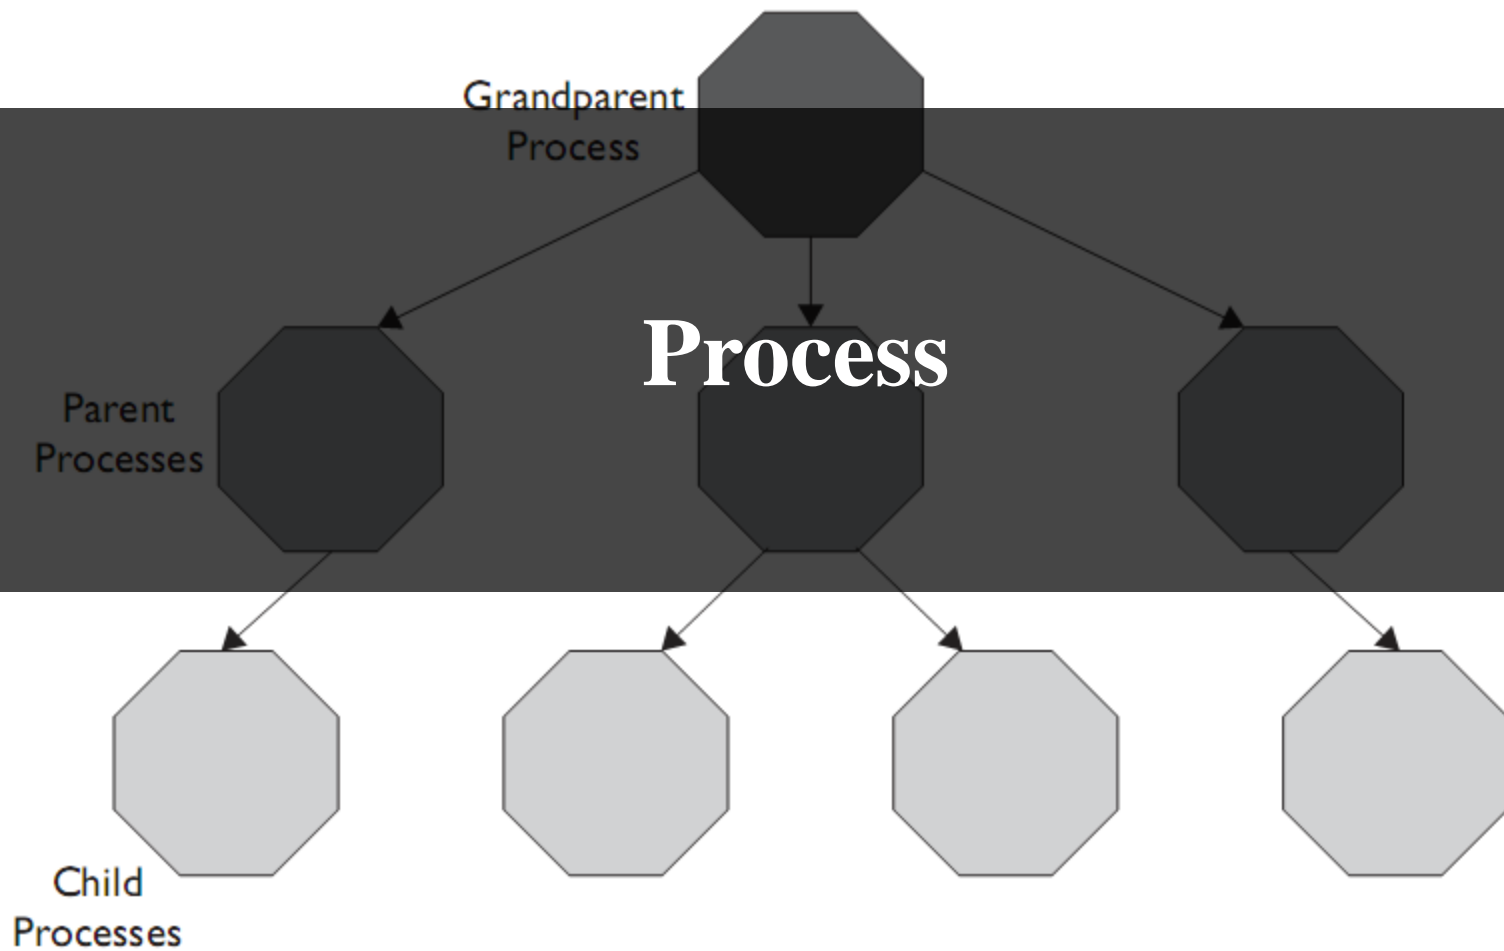 Grandparent
Process
Process
Parent
Processes
Child
Processes